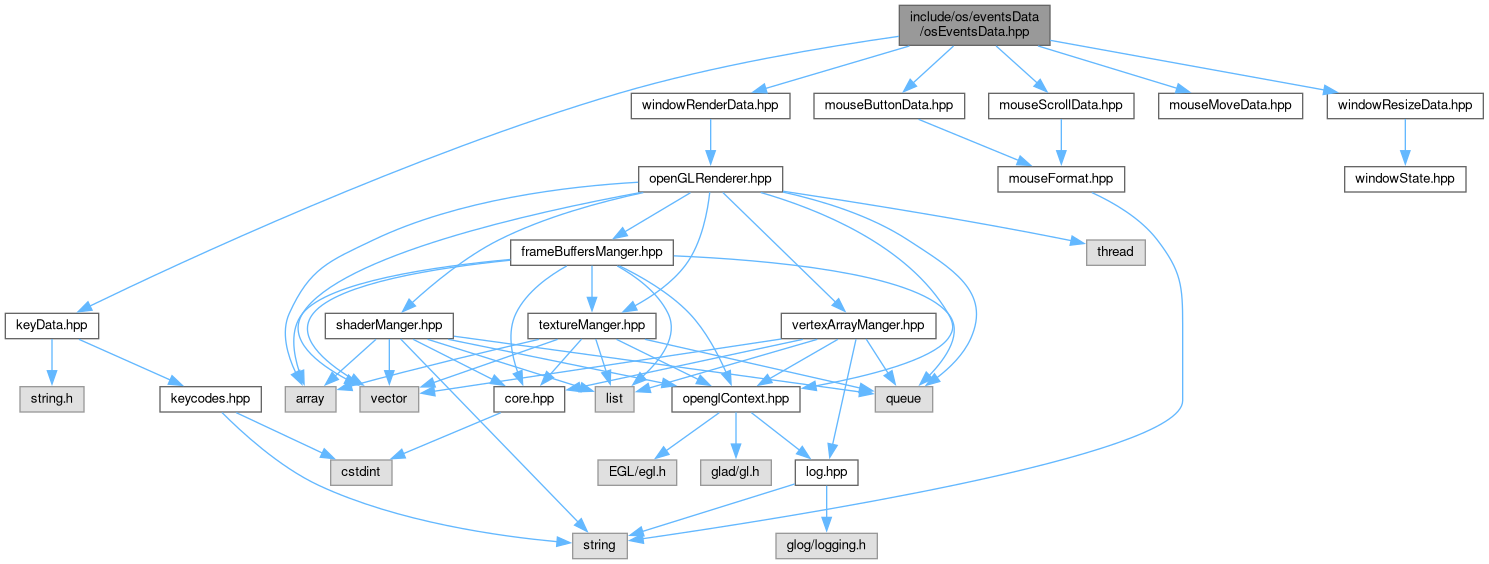 include/os/eventsData
/osEventsData.hpp
windowRenderData.hpp
mouseButtonData.hpp
mouseScrollData.hpp
mouseMoveData.hpp
windowResizeData.hpp
openGLRenderer.hpp
mouseFormat.hpp
windowState.hpp
frameBuffersManger.hpp
thread
keyData.hpp
shaderManger.hpp
textureManger.hpp
vertexArrayManger.hpp
string.h
keycodes.hpp
array
vector
core.hpp
list
openglContext.hpp
queue
cstdint
EGL/egl.h
glad/gl.h
log.hpp
string
glog/logging.h